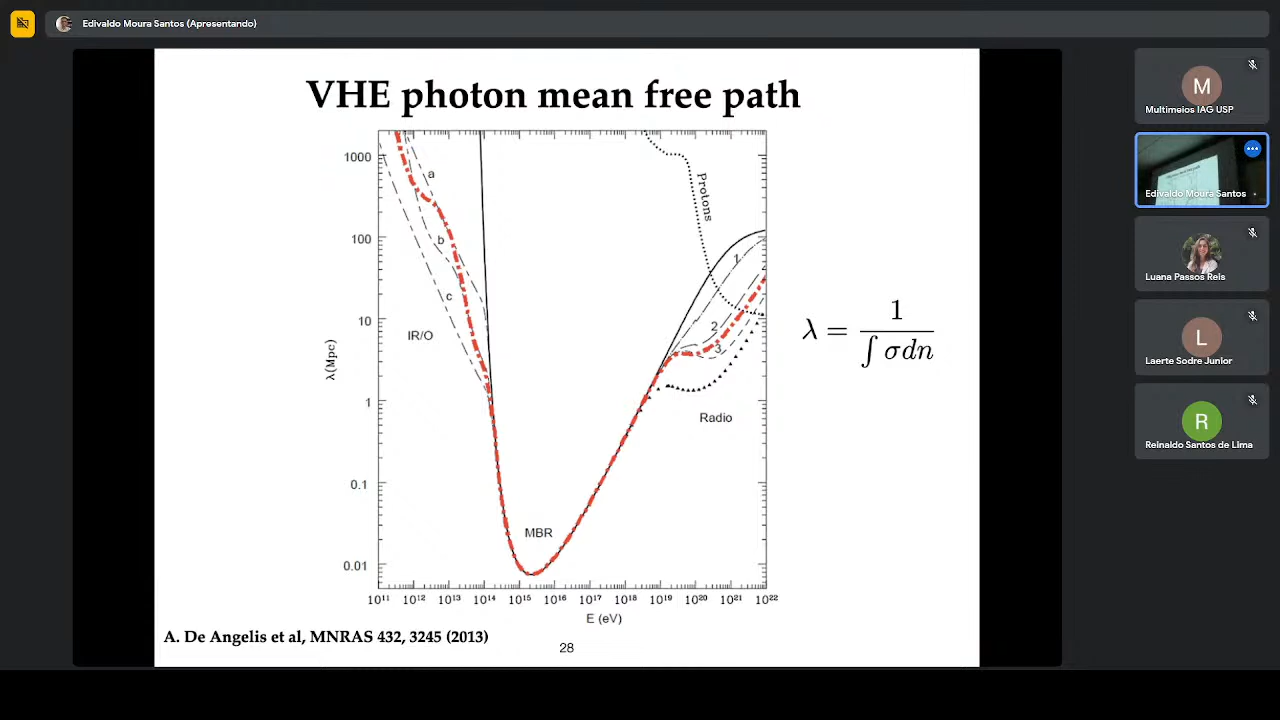 Edivaldo Moura Santos (Apresentando)
VHE photon mean free path
1000
100
10
1
0.1
0.01
λ(Mpc)
a
b
c
IR/O
MBR
Protons
1
2
3
Radio
10¹¹ 10¹² 10¹³ 10¹⁴ 10¹⁵ 10¹⁶ 10¹⁷ 10¹⁸ 10¹⁹ 10²⁰ 10²¹ 10²²
E (eV)
λ = 1 / ∫ σdn
A. De Angelis et al, MNRAS 432, 3245 (2013)
28
M
Multimeios IAG USP
Edivaldo Moura Santos
Luana Passos Reis
L
Laerte Sodre Junior
R
Reinaldo Santos de Lima